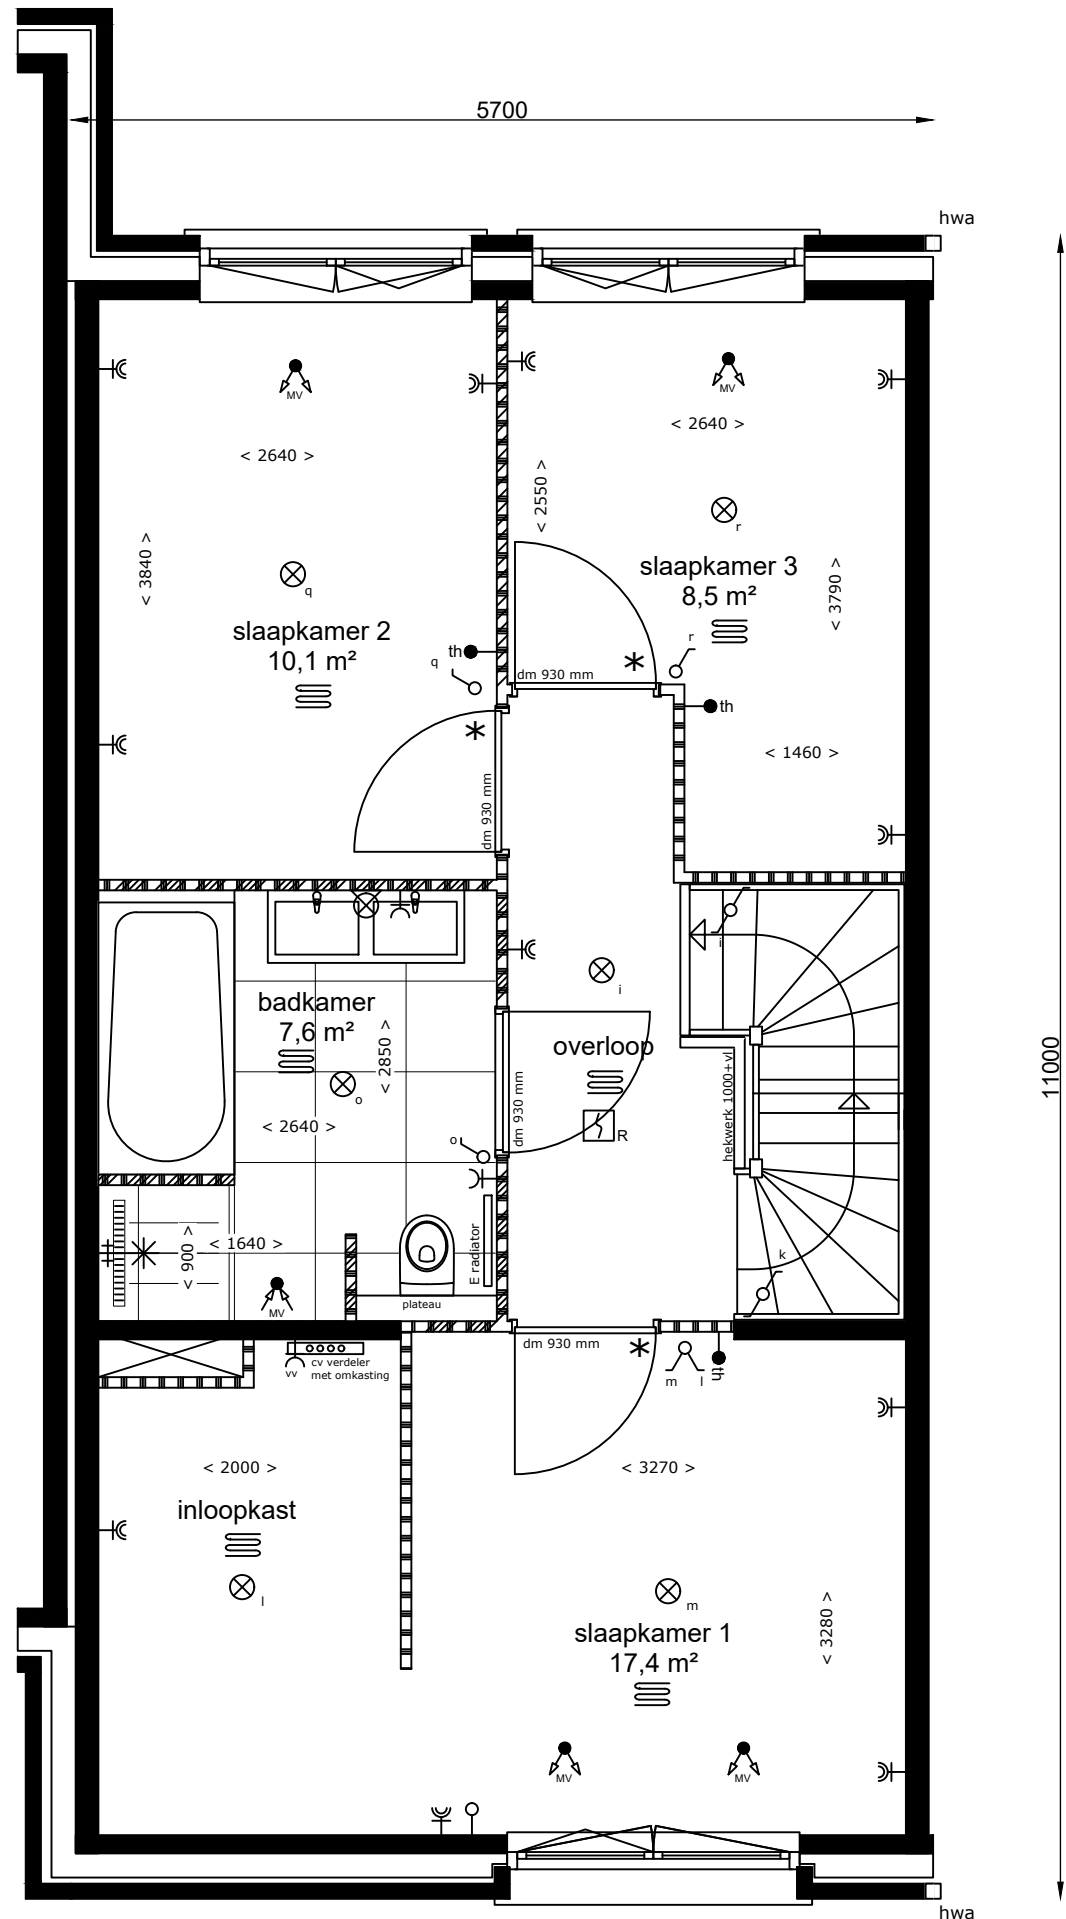 5700
hwa
MV
MV
< 2640 >
< 2640 >
< 2550 >
< 3840 >
< 3790 >
r
q
slaapkamer 3
8,5 m²
slaapkamer 2
10,1 m²
r
th
q
dm 930 mm
*
th
*
< 1460 >
dm 930 mm
i
i
badkamer
7,6 m²
< 2850 >
o
overloop
11000
dm 930 mm
hekwerk 1000+vl
< 2640 >
R
o
< 1640 >
< 900 >
E radiator
k
MV
plateau
dm 930 mm
*
vv
cv verdeler
met omkasting
m
l
th
< 2000 >
< 3270 >
inloopkast
l
m
< 3280 >
slaapkamer 1
17,4 m²
MV
MV
hwa